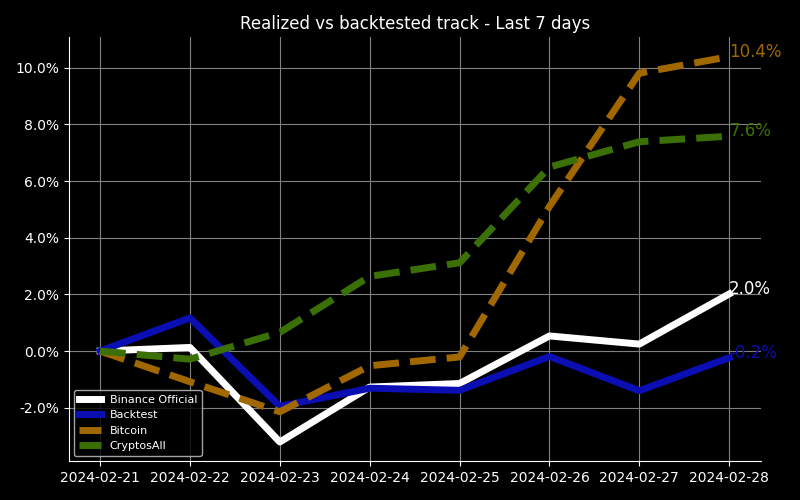 Realized vs backtested track - Last 7 days
10.4%
10.0%
8.0%
7.6%
6.0%
4.0%
2.0%
2.0%
0.0%
-0.2%
-2.0%
Binance Official
Backtest
Bitcoin
CryptosAll
2024-02-21 2024-02-22 2024-02-23 2024-02-24 2024-02-25 2024-02-26 2024-02-27 2024-02-28